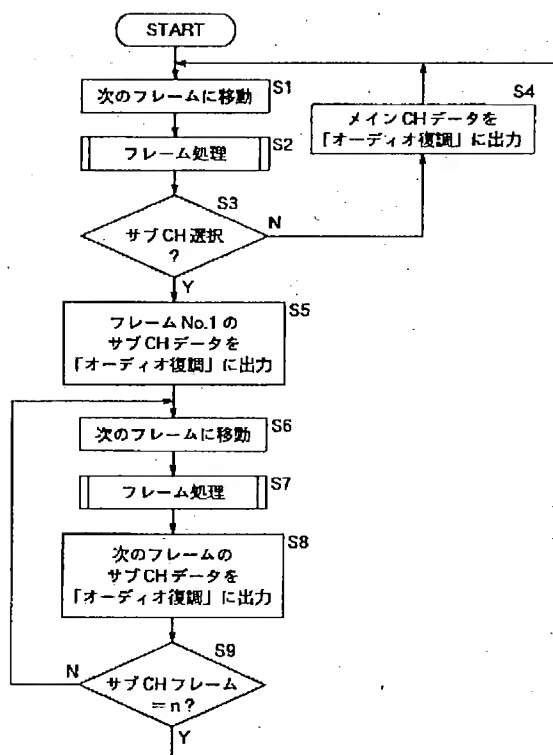 START
次のフレームに移動
S1
フレーム処理
S2
S3
サブCH選択
?
N
Y
S4
メインCHデータを
「オーディオ復調」に出力
S5
フレームNo.1の
サブCHデータを
「オーディオ復調」に出力
次のフレームに移動
S6
フレーム処理
S7
次のフレームの
サブCHデータを
「オーディオ復調」に出力
S8
S9
サブCHフレーム
=n?
N
Y